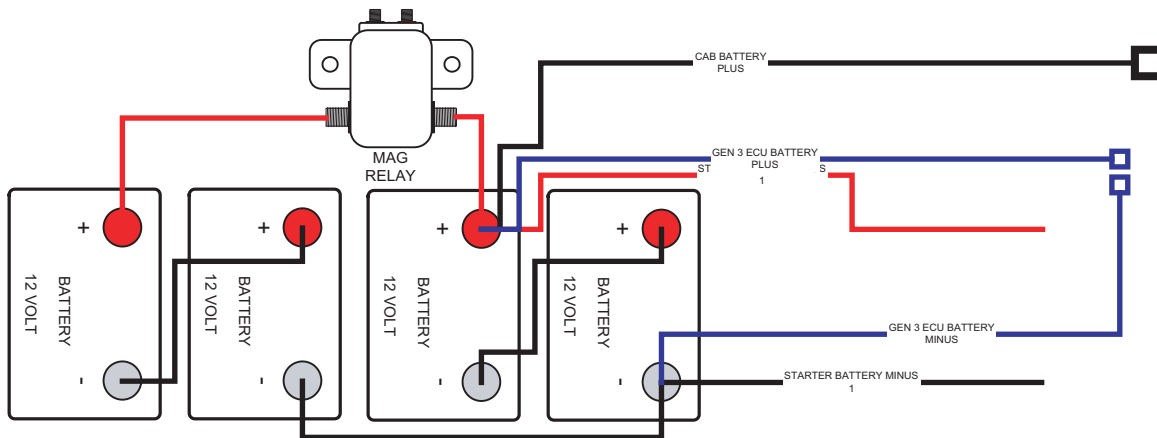 CAB BATTERY
PLUS
MAG
RELAY
GEN 3 ECU BATTERY
PLUS
ST
S
1
+
+
+
+
BATTERY
12 VOLT
BATTERY
12 VOLT
BATTERY
12 VOLT
BATTERY
12 VOLT
-
-
-
-
GEN 3 ECU BATTERY
MINUS
STARTER BATTERY MINUS
1